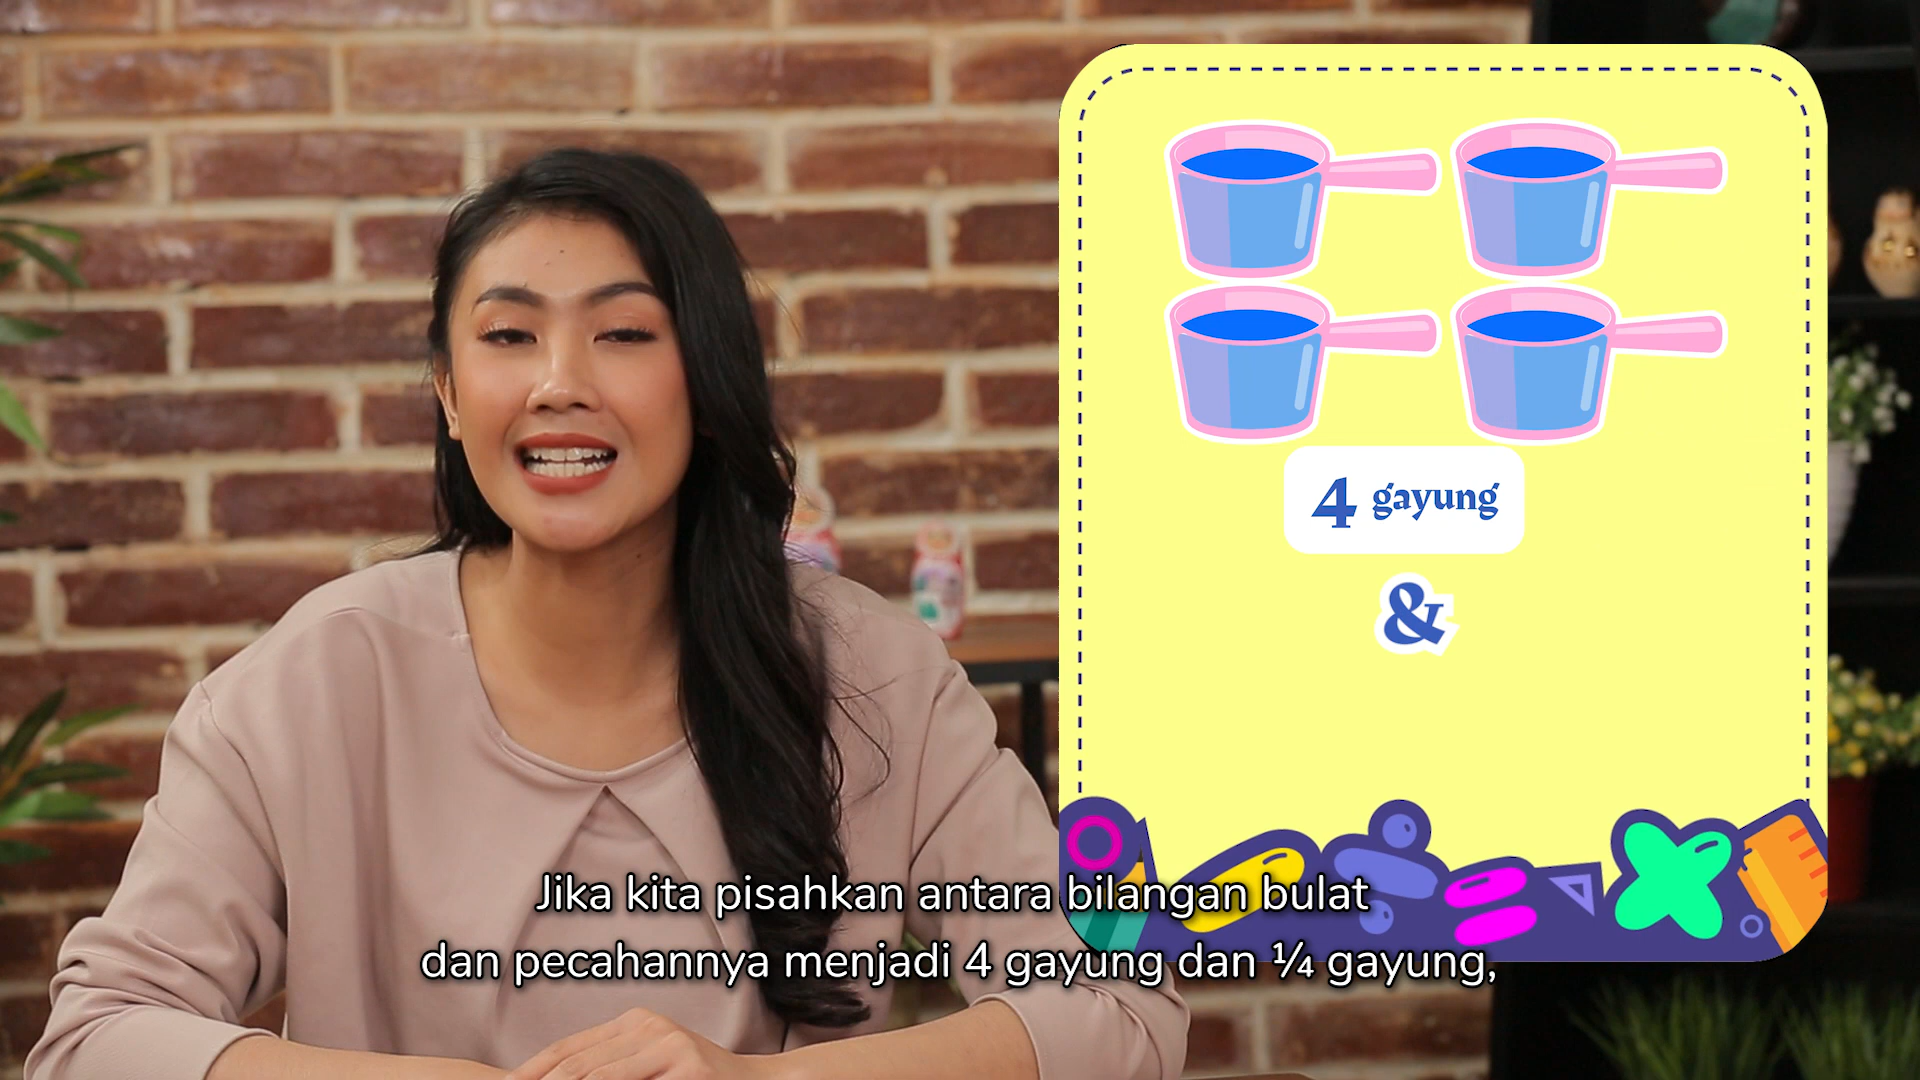 4 gayung
&
Jika kita pisahkan antara bilangan bulat
dan pecahannya menjadi 4 gayung dan ¼ gayung,